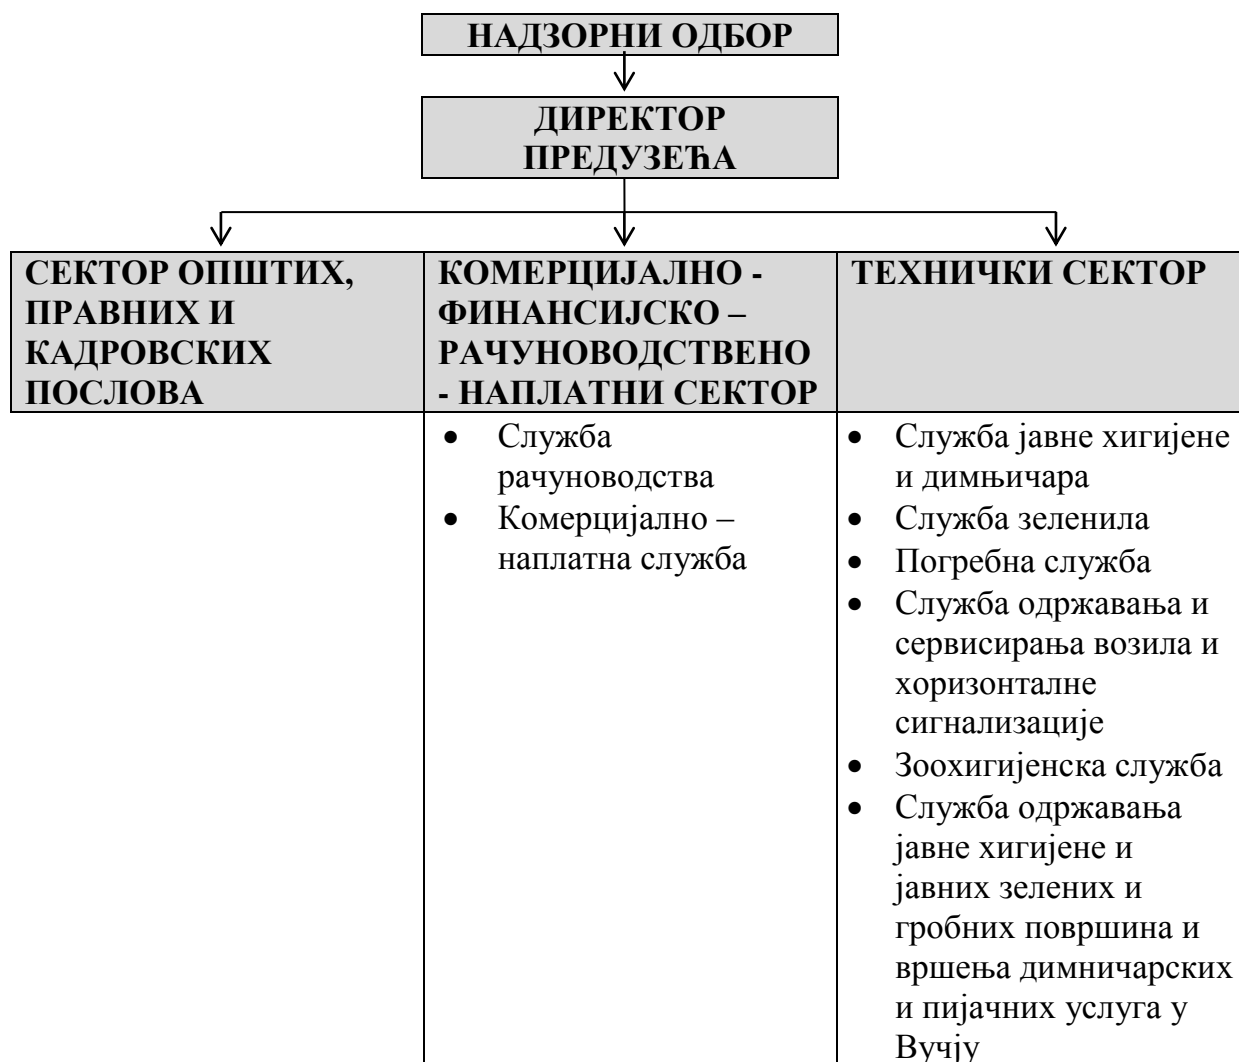 НАДЗОРНИ ОДБОР
ДИРЕКТОР
ПРЕДУЗЕЋА
СЕКТОР ОПШТИХ,
ПРАВНИХ И
КАДРОВСКИХ
ПОСЛОВА
КОМЕРЦИЈАЛНО -
ФИНАНСИЈСКО –
РАЧУНОВОДСТВЕНО
- НАПЛАТНИ СЕКТОР
ТЕХНИЧКИ СЕКТОР
• Служба
рачуноводства
• Комерцијално –
наплатна служба
• Служба јавне хигијене
и димњичара
• Служба зеленила
• Погребна служба
• Служба одржавања и
сервисирања возила и
хоризонталне
сигнализације
• Зоохигијенска служба
• Служба одржавања
јавне хигијене и
јавних зелених и
гробних површина и
вршења димничарских
и пијачних услуга у
Вучју